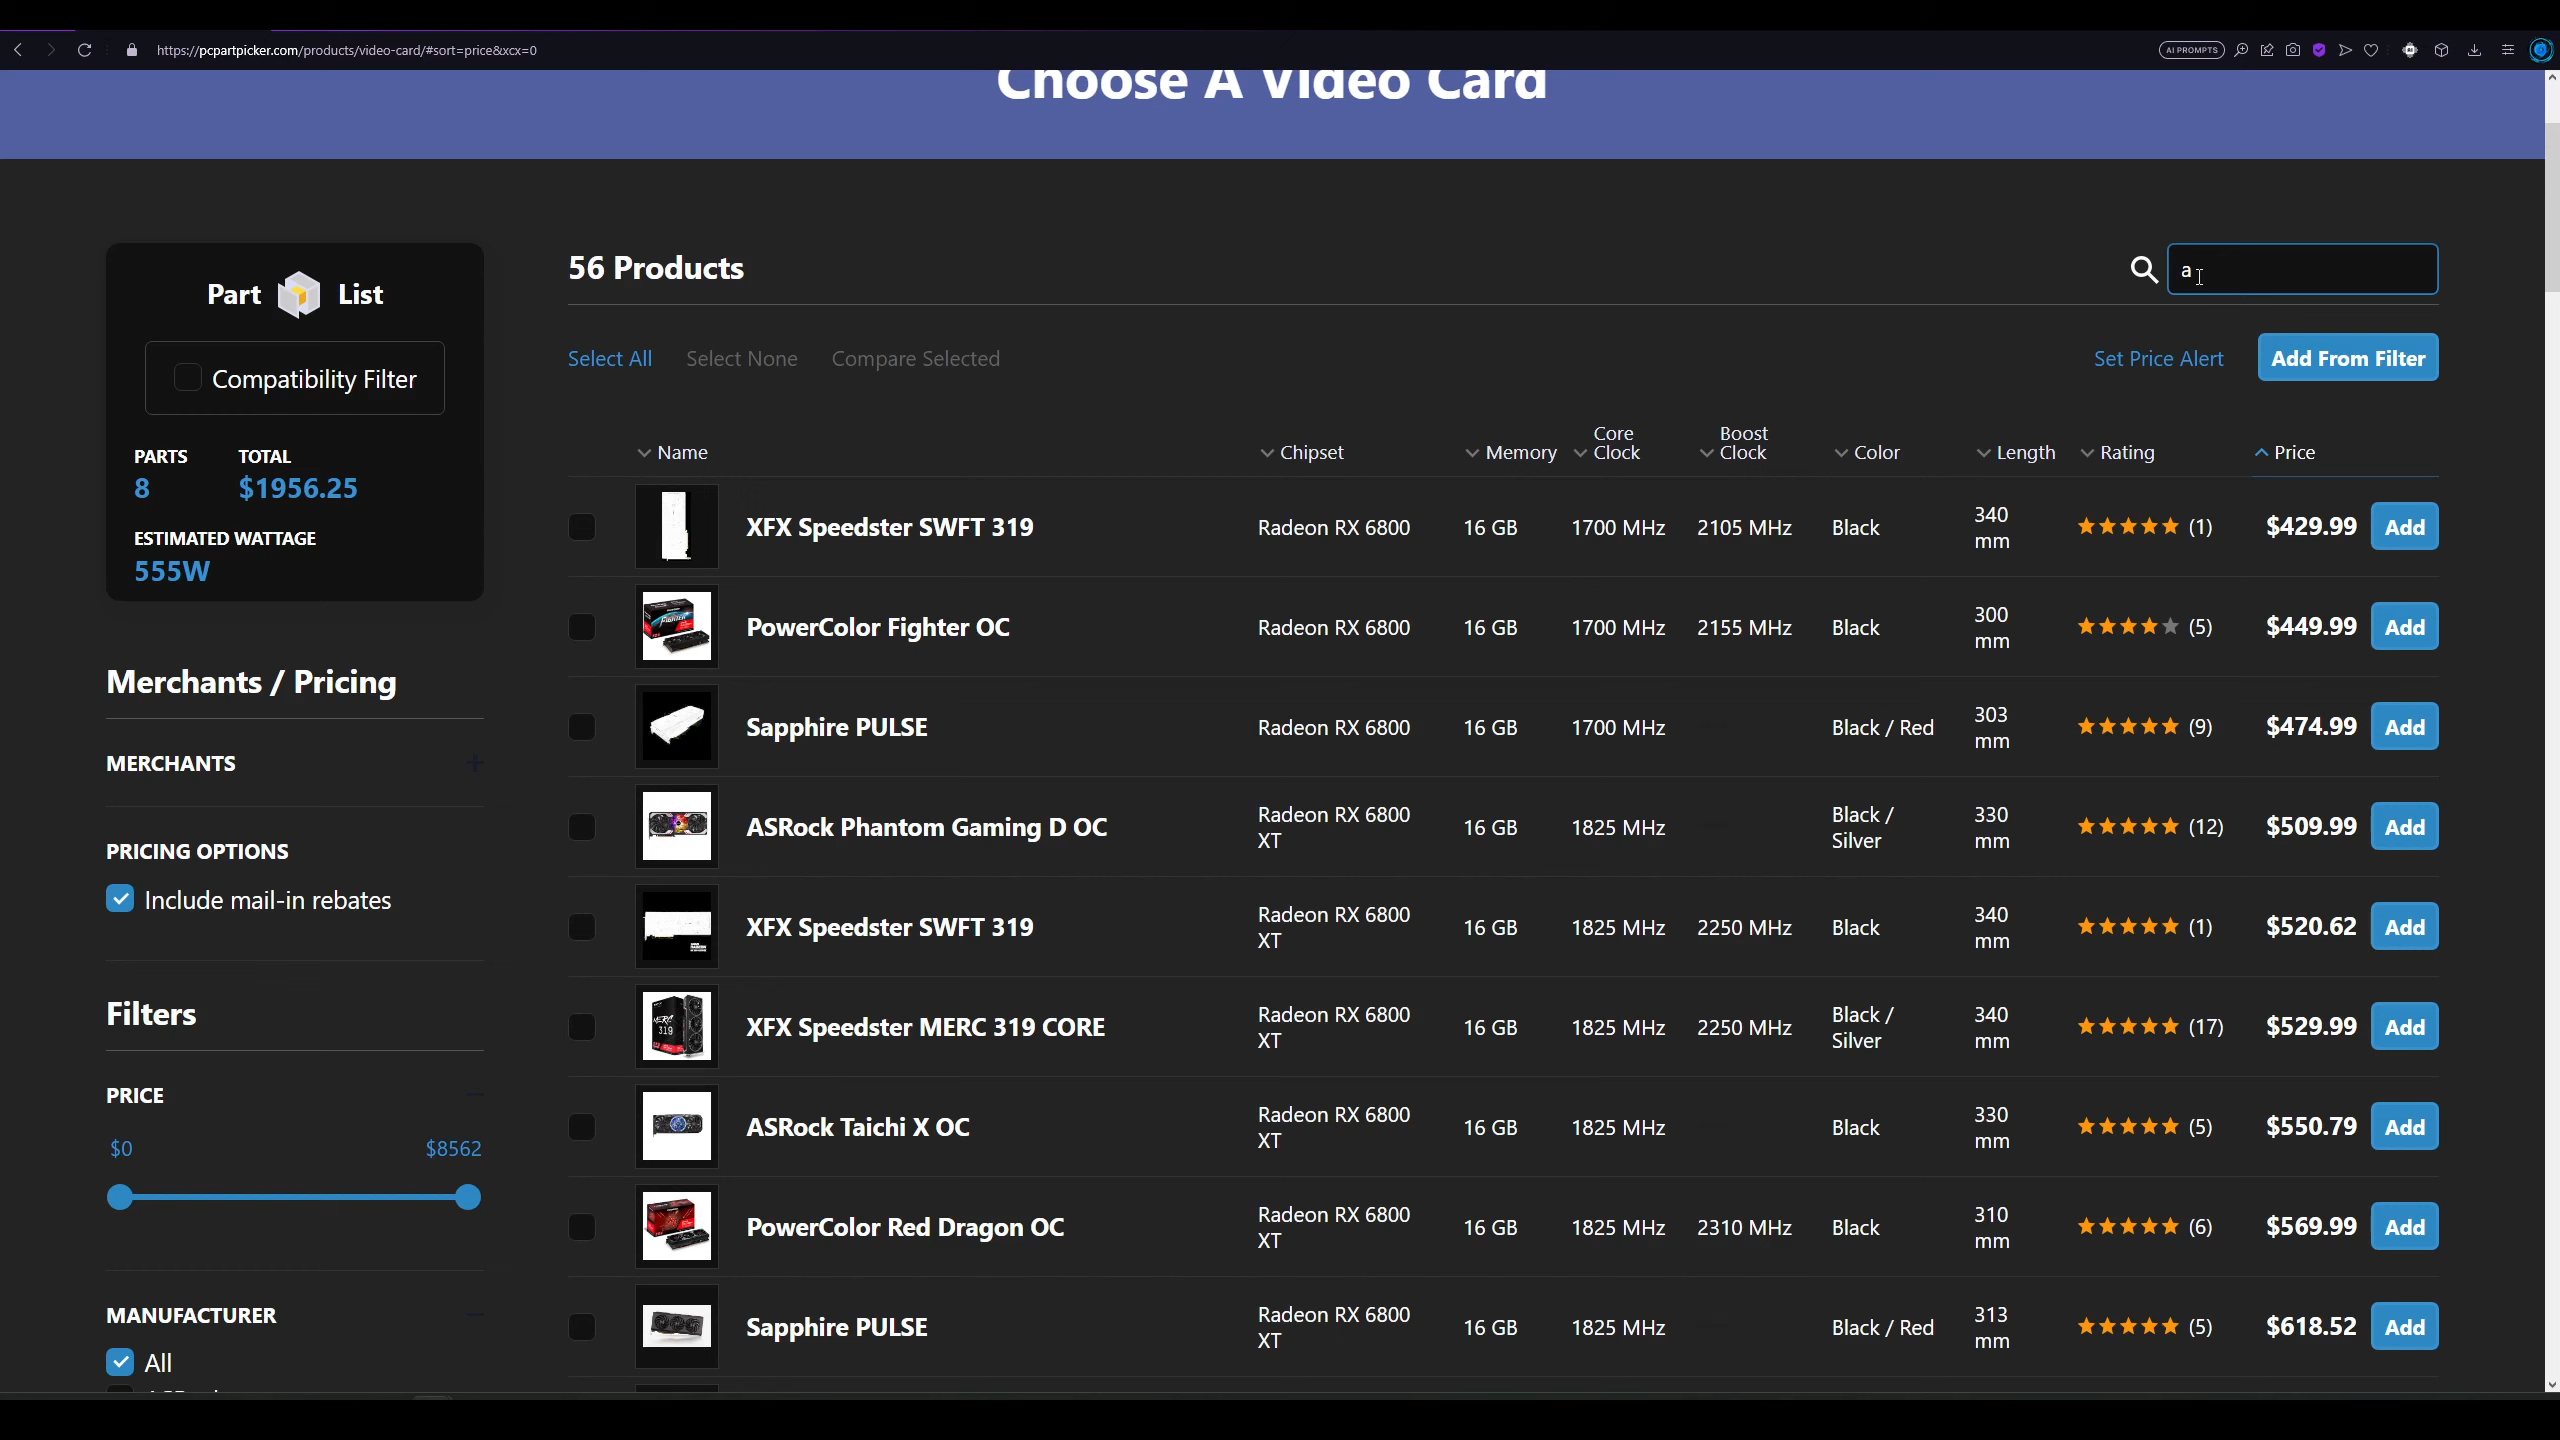 https://pcpartpicker.com/products/video-card/#sort=price&xcx=0
AI PROMPTS
Choose A Video Card
Part List
Compatibility Filter
PARTS TOTAL
8 $1956.25
ESTIMATED WATTAGE
555W
Merchants / Pricing
MERCHANTS
PRICING OPTIONS
Include mail-in rebates
Filters
PRICE
$0 $8562
MANUFACTURER
All
56 Products
a
Select All Select None Compare Selected Set Price Alert Add From Filter
Name Chipset Memory Core Clock Boost Clock Color Length Rating Price
XFX Speedster SWFT 319 Radeon RX 6800 16 GB 1700 MHz 2105 MHz Black 340 mm (1) $429.99 Add
PowerColor Fighter OC Radeon RX 6800 16 GB 1700 MHz 2155 MHz Black 300 mm (5) $449.99 Add
Sapphire PULSE Radeon RX 6800 16 GB 1700 MHz Black / Red 303 mm (9) $474.99 Add
ASRock Phantom Gaming D OC Radeon RX 6800 XT 16 GB 1825 MHz Black / Silver 330 mm (12) $509.99 Add
XFX Speedster SWFT 319 Radeon RX 6800 XT 16 GB 1825 MHz 2250 MHz Black 340 mm (1) $520.62 Add
XFX Speedster MERC 319 CORE Radeon RX 6800 XT 16 GB 1825 MHz 2250 MHz Black / Silver 340 mm (17) $529.99 Add
ASRock Taichi X OC Radeon RX 6800 XT 16 GB 1825 MHz Black 330 mm (5) $550.79 Add
PowerColor Red Dragon OC Radeon RX 6800 XT 16 GB 1825 MHz 2310 MHz Black 310 mm (6) $569.99 Add
Sapphire PULSE Radeon RX 6800 XT 16 GB 1825 MHz Black / Red 313 mm (5) $618.52 Add